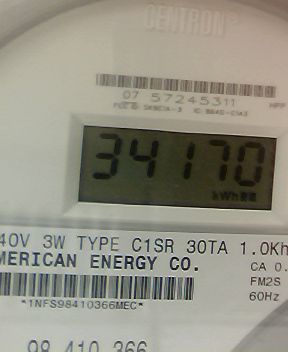 CENTRON
07 57245311
34170
kWh
40V 3W TYPE C1SR 30TA 1.0Kh
MERICAN ENERGY CO.
CA 0.
FM2S
60Hz
*1NFS98410366MEC*
98 410 366